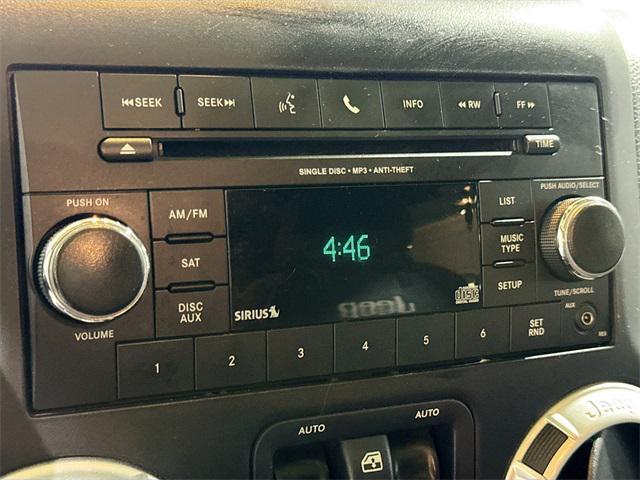 SEEK SEEK INFO RW FF
TIME
SINGLE DISC • MP3 • ANTI-THEFT
PUSH ON
PUSH AUDIO/SELECT
AM/FM
LIST
4:46
MUSIC
TYPE
SAT
SETUP
DISC
AUX
SIRIUS
Jeep
TUNE/SCROLL
VOLUME
AUX
1 2 3 4 5 6
SET
RND
AUTO AUTO
Jeep